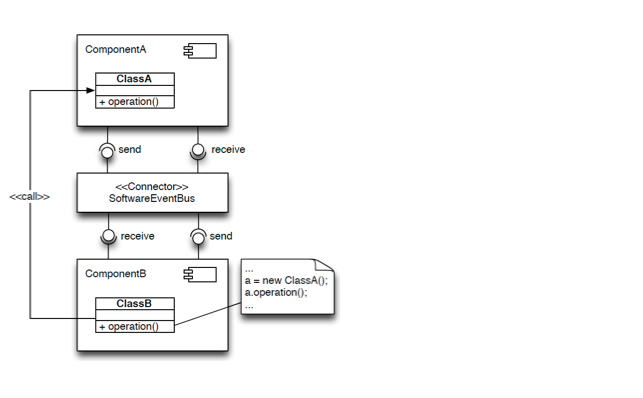 ComponentA
ClassA
+ operation()
send
receive
<<call>>
<<Connector>>
SoftwareEventBus
receive
send
ComponentB
ClassB
+ operation()
...
a = new ClassA();
a.operation();
...